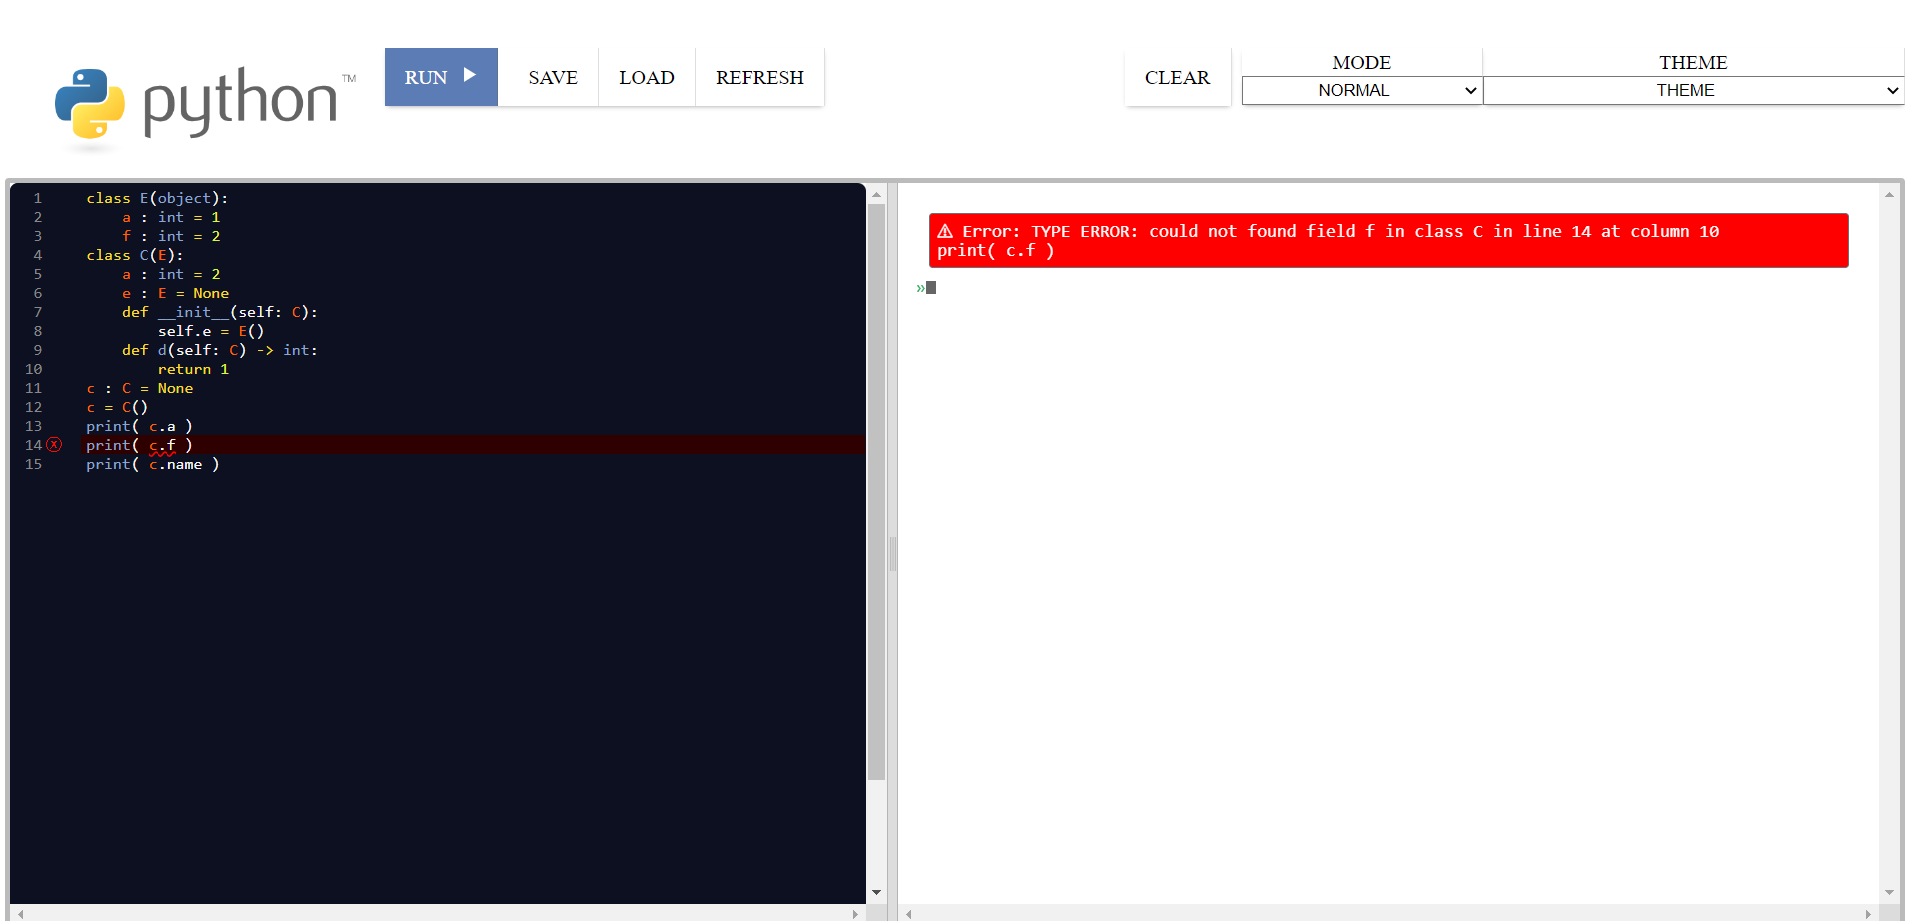 python™
RUN
SAVE
LOAD
REFRESH
CLEAR
MODE
NORMAL
THEME
THEME
1 class E(object):
2     a : int = 1
3     f : int = 2
4 class C(E):
5     a : int = 2
6     e : E = None
7     def __init__(self: C):
8         self.e = E()
9     def d(self: C) -> int:
10         return 1
11 c : C = None
12 c = C()
13 print( c.a )
14 print( c.f )
15 print( c.name )
⚠ Error: TYPE ERROR: could not found field f in class C in line 14 at column 10
print( c.f )
»